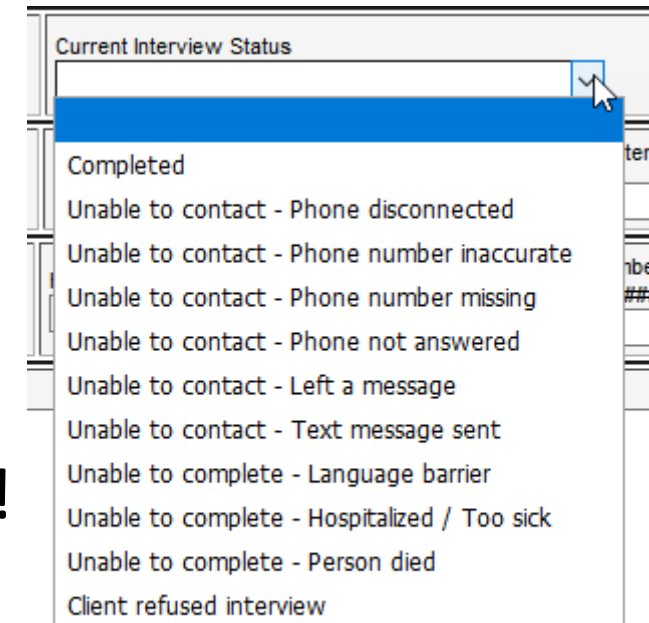 Current Interview Status
Completed
ter
Unable to contact - Phone disconnected
Unable to contact - Phone number inaccurate
nbe
Unable to contact - Phone number missing
##
Unable to contact - Phone not answered
Unable to contact - Left a message
Unable to contact - Text message sent
Unable to complete - Language barrier
!
Unable to complete - Hospitalized / Too sick
Unable to complete - Person died
Client refused interview